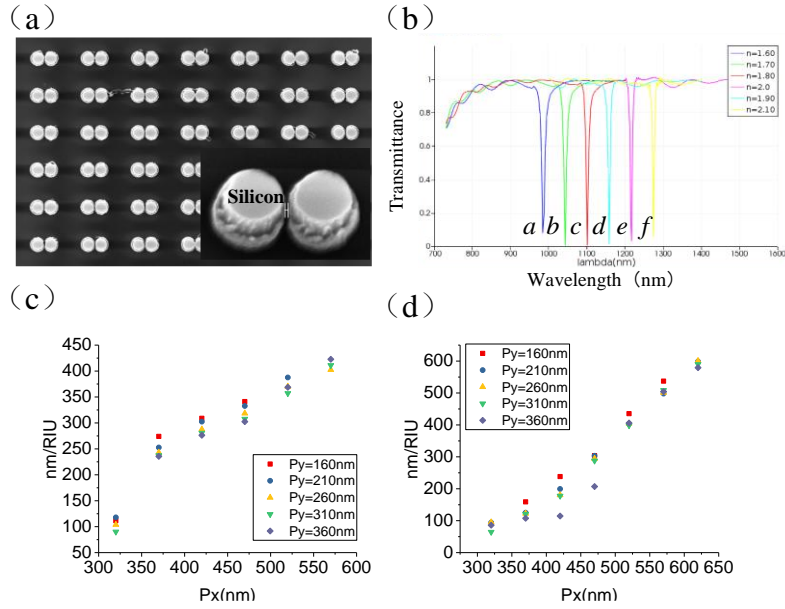 (a)
Silicon
(b)
Transmittance
1
0.8
0.6
0.4
0.2
0
n=1.60
n=1.70
n=1.80
n=1.90
n=2.0
n=2.10
a b c d e f
700 800 900 1000 1100 1200 1300 1400 1500 1600
lambda(nm)
Wavelength (nm)
(c)
nm/RIU
450
400
350
300
250
200
150
100
50
Py=160nm
Py=210nm
Py=260nm
Py=310nm
Py=360nm
300 350 400 450 500 550 600
Px(nm)
(d)
nm/RIU
600
500
400
300
200
100
0
Py=160nm
Py=210nm
Py=260nm
Py=310nm
Py=360nm
300 350 400 450 500 550 600 650
Px(nm)